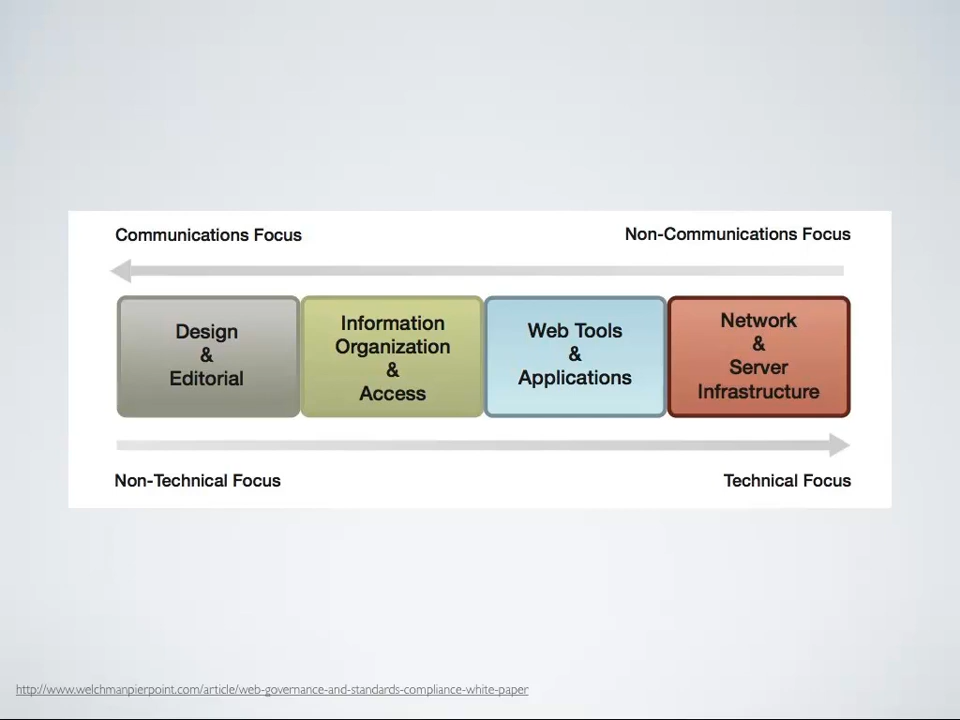 Communications Focus
Non-Communications Focus
Design
&
Editorial
Information
Organization
&
Access
Web Tools
&
Applications
Network
&
Server
Infrastructure
Non-Technical Focus
Technical Focus
http://www.welchmanpierpoint.com/article/web-governance-and-standards-compliance-white-paper